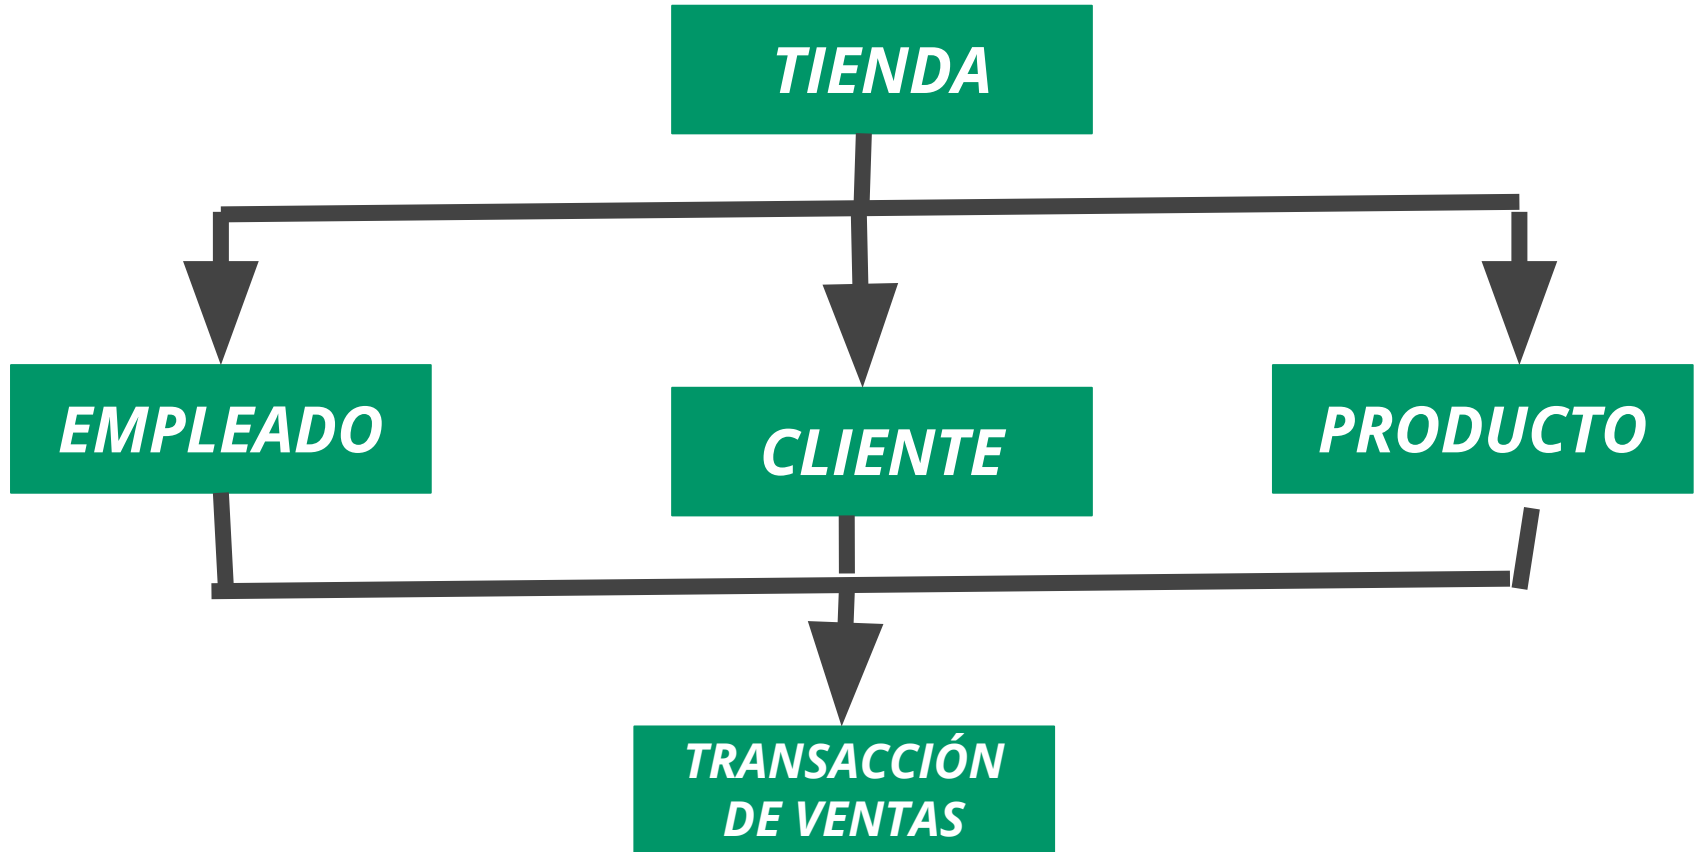 TIENDA
EMPLEADO
CLIENTE
PRODUCTO
TRANSACCIÓN
DE VENTAS